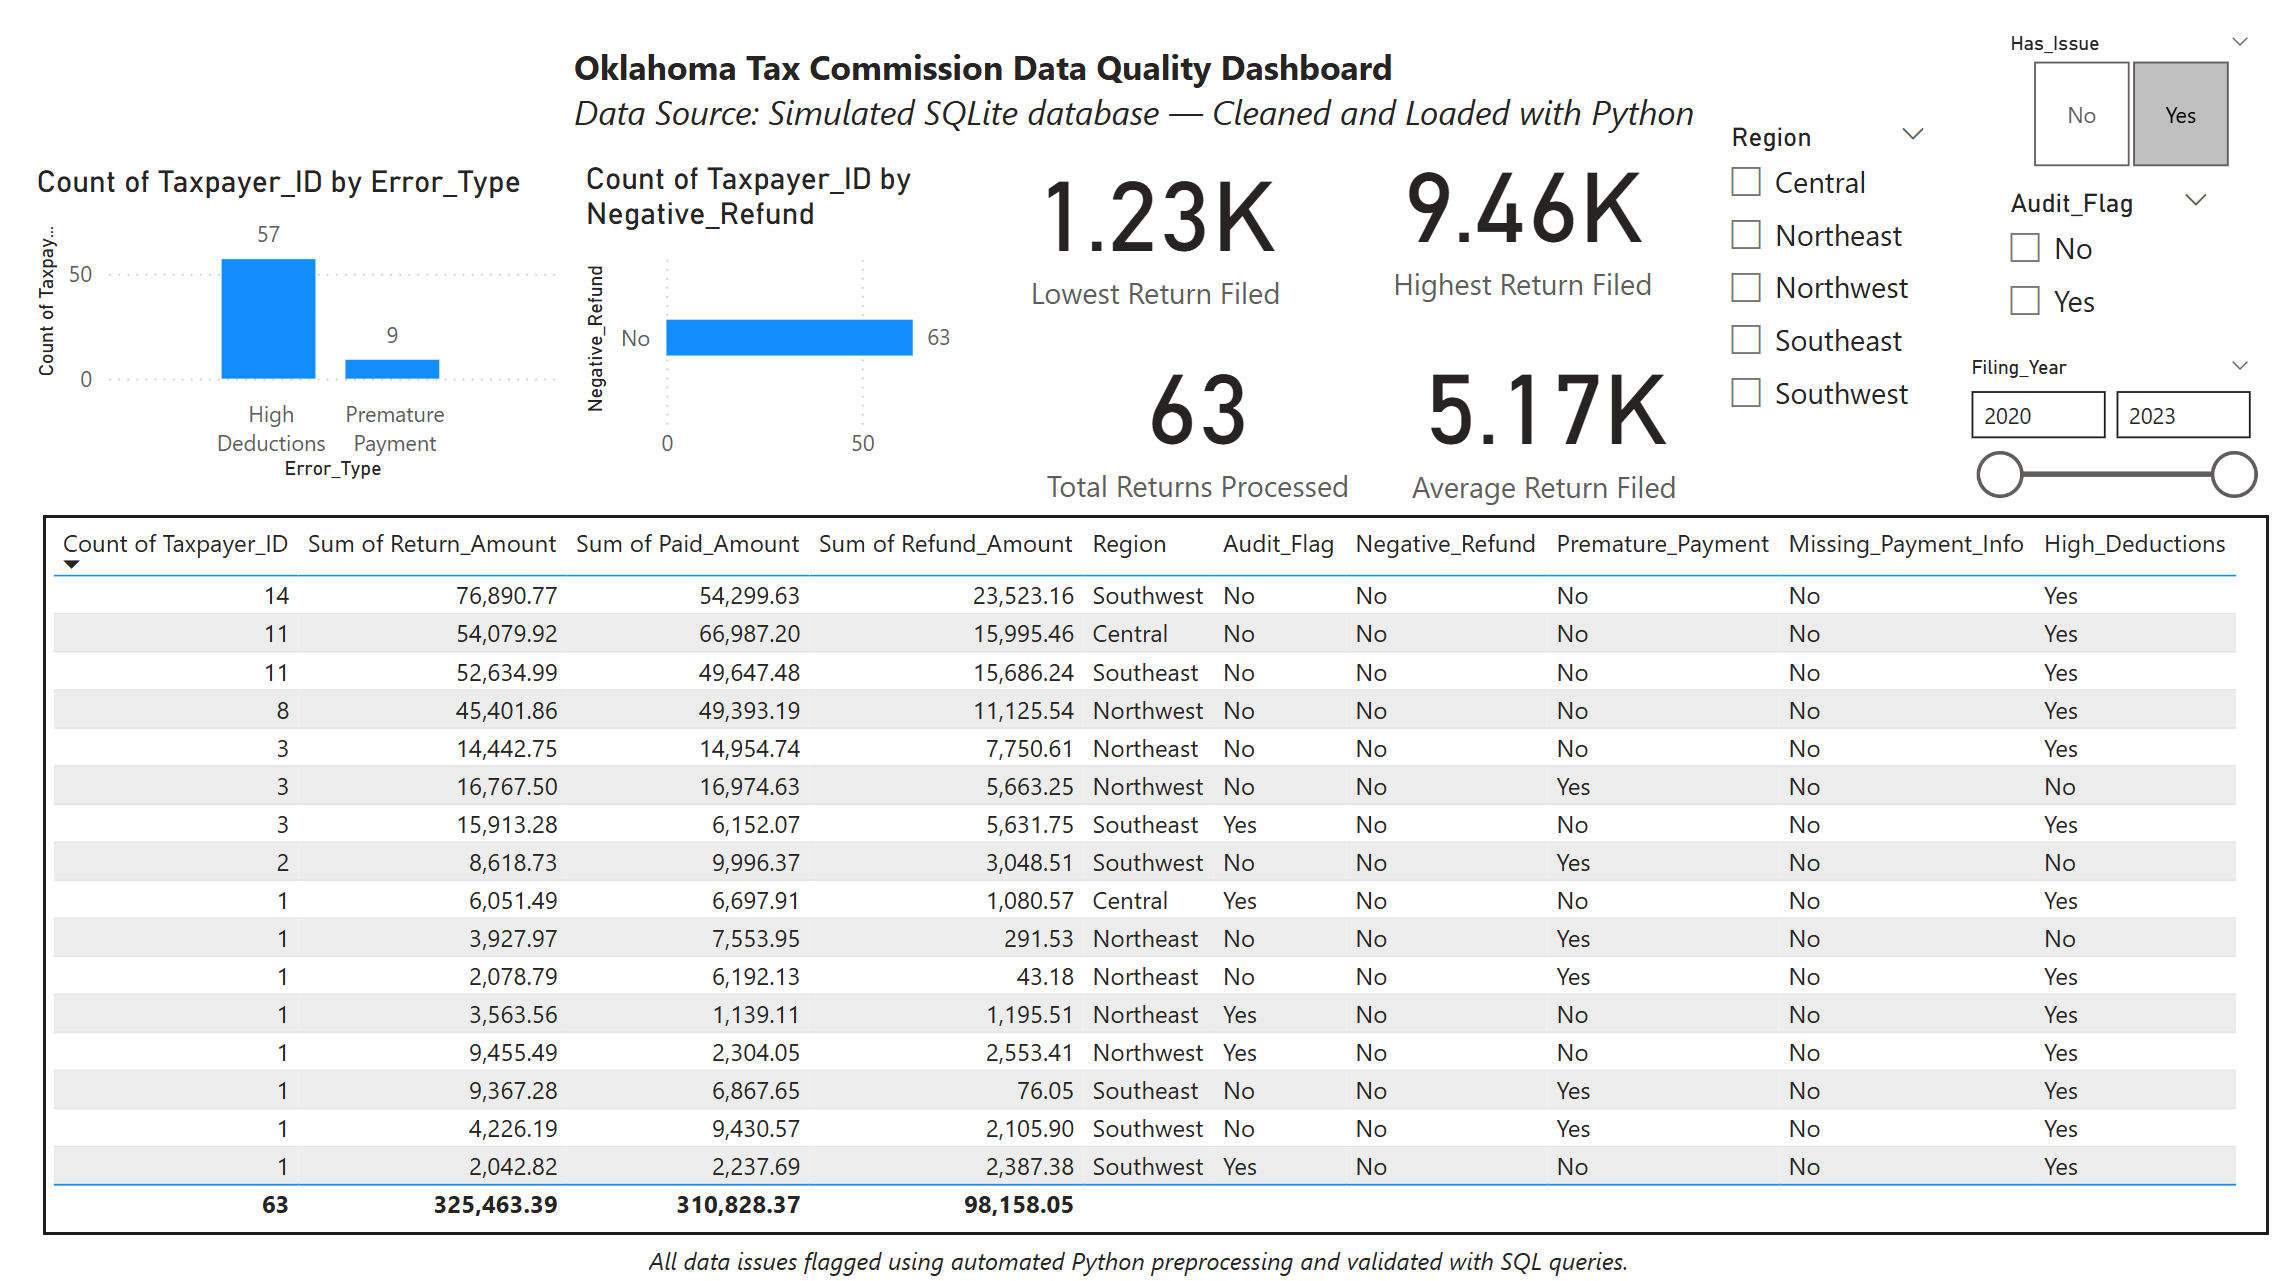 Oklahoma Tax Commission Data Quality Dashboard
Data Source: Simulated SQLite database — Cleaned and Loaded with Python
Has_Issue
No
Yes
Region
Central
Northeast
Northwest
Southeast
Southwest
Audit_Flag
No
Yes
Filing_Year
2020
2023
Count of Taxpayer_ID by Error_Type
Count of Taxpay...
50
0
57
9
High
Deductions
Premature
Payment
Error_Type
Count of Taxpayer_ID by
Negative_Refund
Negative_Refund
No
63
0
50
1.23K
Lowest Return Filed
9.46K
Highest Return Filed
63
Total Returns Processed
5.17K
Average Return Filed
Count of Taxpayer_ID Sum of Return_Amount Sum of Paid_Amount Sum of Refund_Amount Region Audit_Flag Negative_Refund Premature_Payment Missing_Payment_Info High_Deductions
14 76,890.77 54,299.63 23,523.16 Southwest No No No No Yes
11 54,079.92 66,987.20 15,995.46 Central No No No No Yes
11 52,634.99 49,647.48 15,686.24 Southeast No No No No Yes
8 45,401.86 49,393.19 11,125.54 Northwest No No No No Yes
3 14,442.75 14,954.74 7,750.61 Northeast No No No No Yes
3 16,767.50 16,974.63 5,663.25 Northwest No No Yes No No
3 15,913.28 6,152.07 5,631.75 Southeast Yes No No No Yes
2 8,618.73 9,996.37 3,048.51 Southwest No No Yes No No
1 6,051.49 6,697.91 1,080.57 Central Yes No No No Yes
1 3,927.97 7,553.95 291.53 Northeast No No Yes No No
1 2,078.79 6,192.13 43.18 Northeast No No Yes No Yes
1 3,563.56 1,139.11 1,195.51 Northeast Yes No No No Yes
1 9,455.49 2,304.05 2,553.41 Northwest Yes No No No Yes
1 9,367.28 6,867.65 76.05 Southeast No No Yes No Yes
1 4,226.19 9,430.57 2,105.90 Southwest No No Yes No Yes
1 2,042.82 2,237.69 2,387.38 Southwest Yes No No No Yes
63 325,463.39 310,828.37 98,158.05
All data issues flagged using automated Python preprocessing and validated with SQL queries.